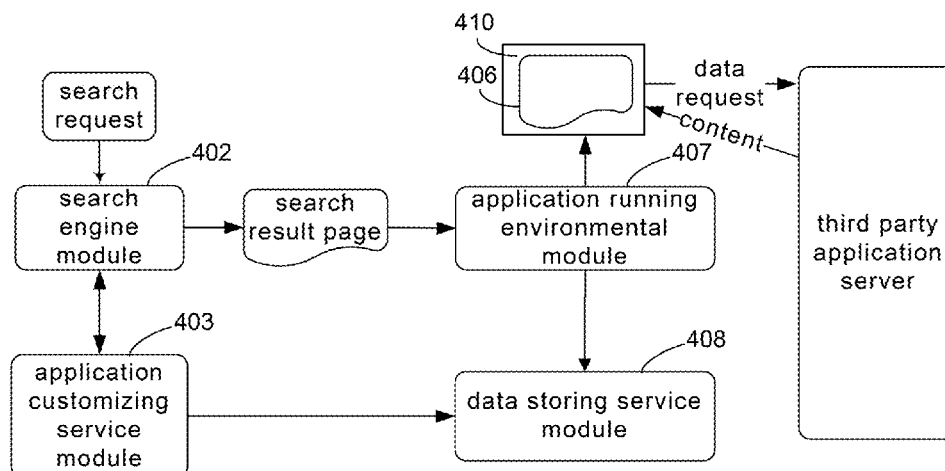 410
406
data
request
content
search
request
402
407
search
engine
module
search
result page
application running
environmental
module
third party
application
server
403
408
application
customizing
service
module
data storing service
module